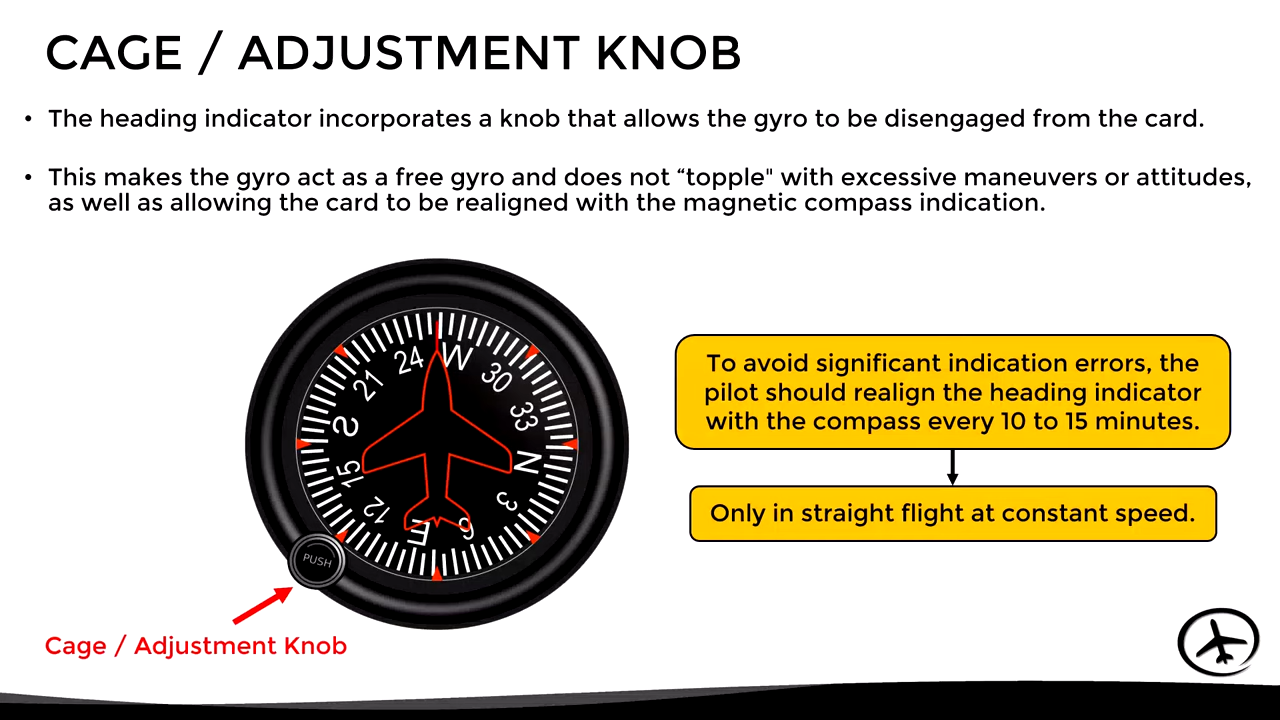 CAGE / ADJUSTMENT KNOB
• The heading indicator incorporates a knob that allows the gyro to be disengaged from the card.
• This makes the gyro act as a free gyro and does not “topple" with excessive maneuvers or attitudes,
as well as allowing the card to be realigned with the magnetic compass indication.
24 W 30 33 N 3 6 E 12 15 S 21
PUSH
Cage / Adjustment Knob
To avoid significant indication errors, the
pilot should realign the heading indicator
with the compass every 10 to 15 minutes.
Only in straight flight at constant speed.